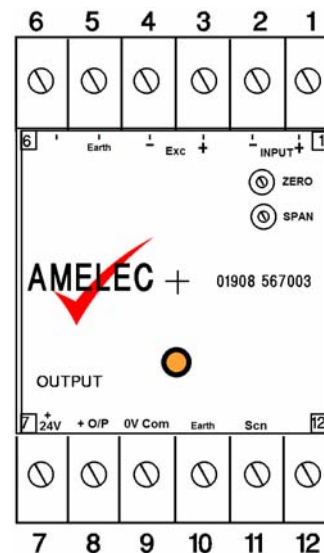 6 5 4 3 2 1
6 Earth - Exc + - INPUT + 1
ZERO
SPAN
AMELEC 01908 567003
OUTPUT
7 + 24V + O/P 0V Com Earth Scn 12
7 8 9 10 11 12